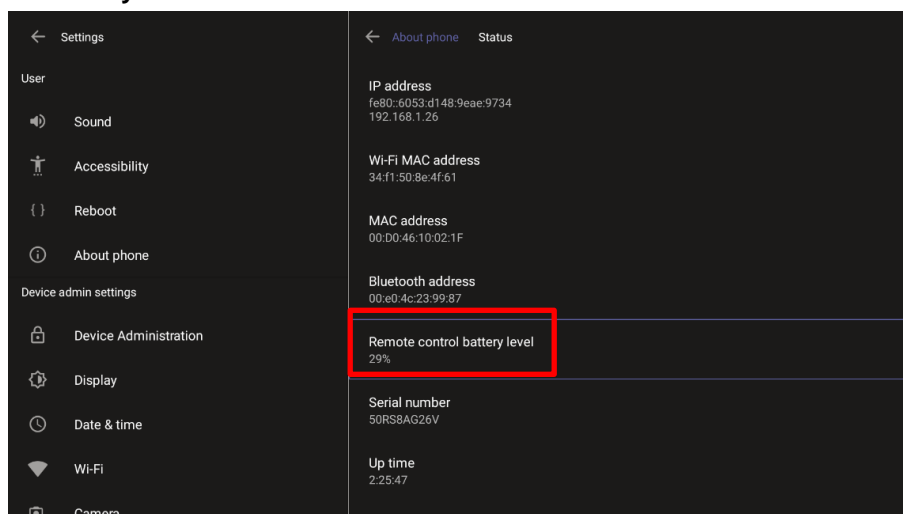 Settings
User
Sound
Accessibility
{ } Reboot
About phone
Device admin settings
Device Administration
Display
Date & time
Wi-Fi
Camera
About phone Status
IP address
fe80::6053:d148:9eae:9734
192.168.1.26
Wi-Fi MAC address
34:f1:50:8e:4f:61
MAC address
00:D0:46:10:02:1F
Bluetooth address
00:e0:4c:23:99:87
Remote control battery level
29%
Serial number
50RS8AG26V
Up time
2:25:47